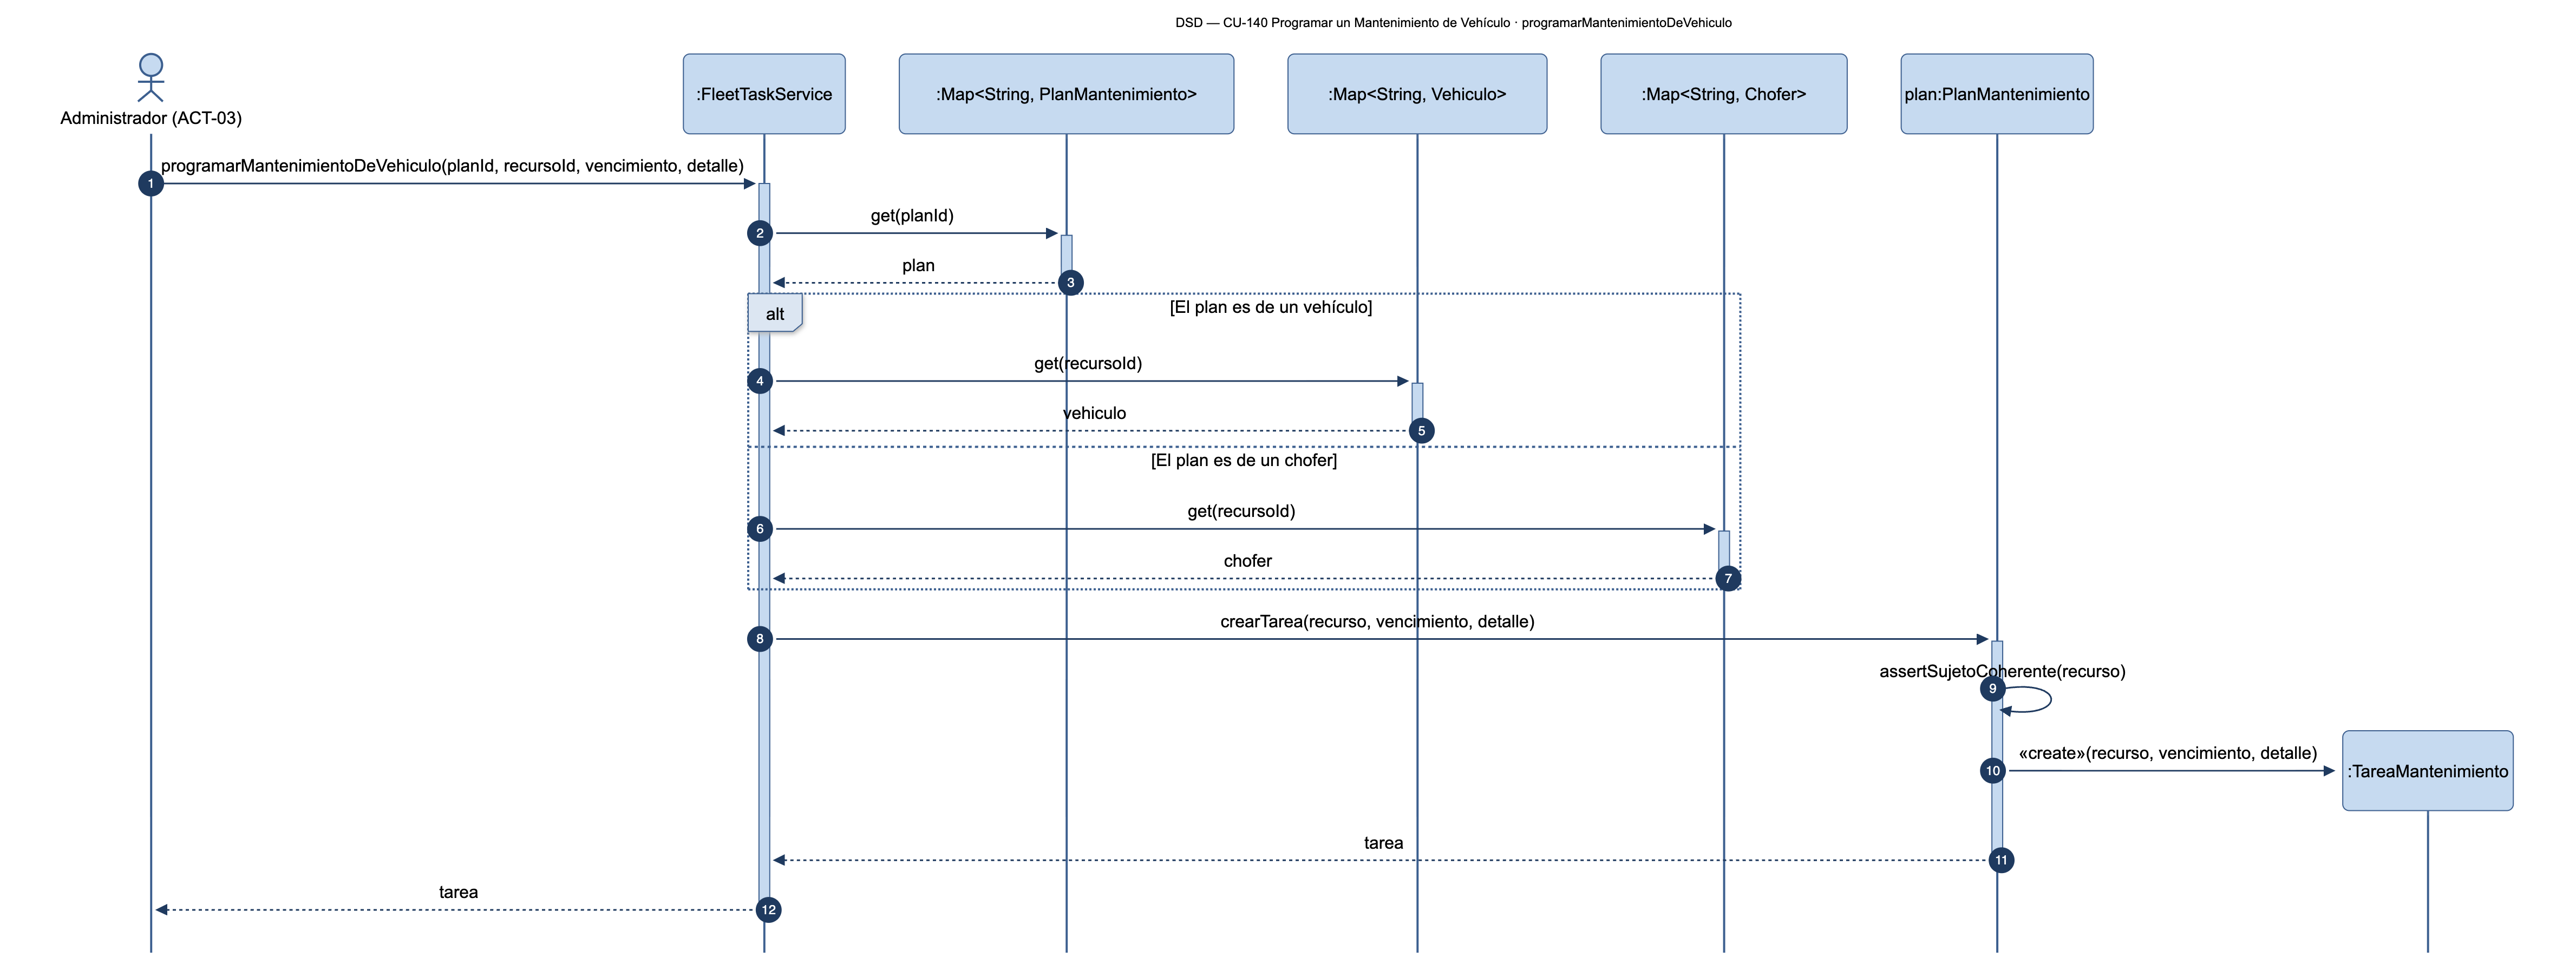 DSD — CU-140 Programar un Mantenimiento de Vehículo · programarMantenimientoDeVehiculo
Administrador (ACT-03)
:FleetTaskService
:Map<String, PlanMantenimiento>
:Map<String, Vehiculo>
:Map<String, Chofer>
plan:PlanMantenimiento
programarMantenimientoDeVehiculo(planId, recursoId, vencimiento, detalle)
1
get(planId)
2
plan
3
alt
[El plan es de un vehículo]
get(recursoId)
4
vehiculo
5
[El plan es de un chofer]
get(recursoId)
6
chofer
7
crearTarea(recurso, vencimiento, detalle)
8
assertSujetoCoherente(recurso)
9
«create»(recurso, vencimiento, detalle)
10
:TareaMantenimiento
tarea
11
tarea
12